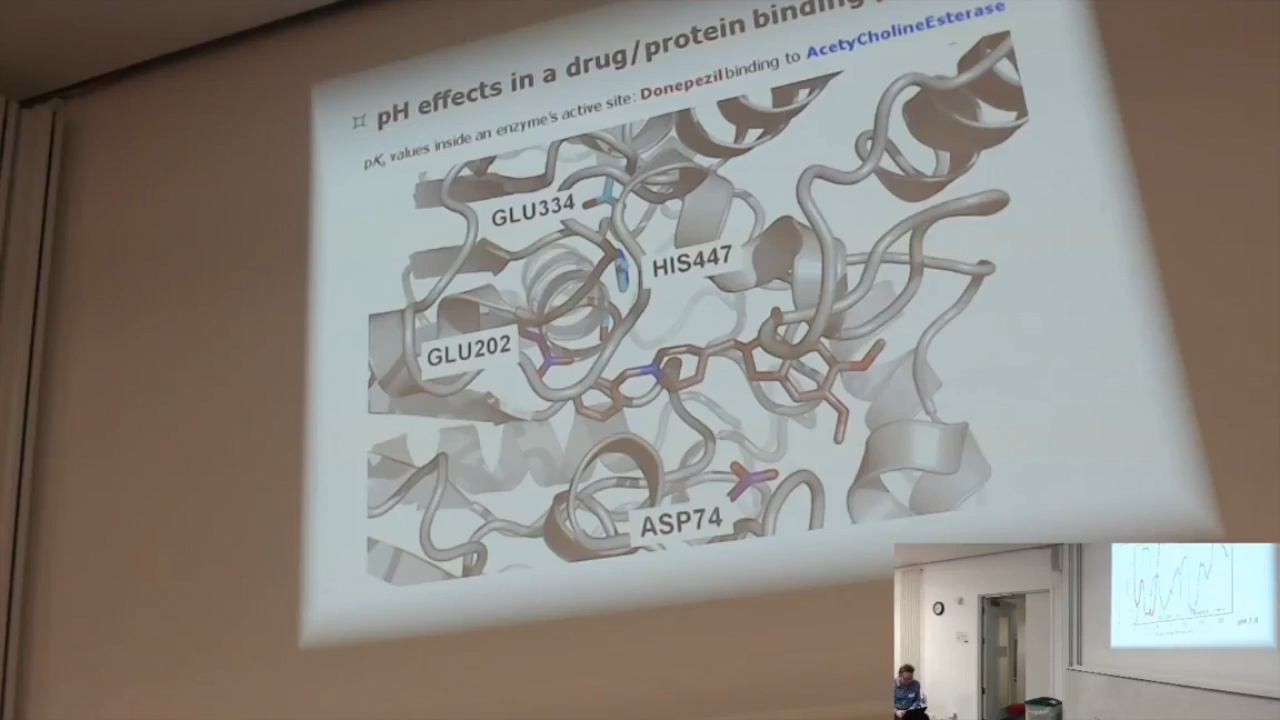 ¤ pH effects in a drug/protein binding
pKa values inside an enzyme's active site: Donepezil binding to AcetyCholineEsterase
GLU334
HIS447
GLU202
ASP74